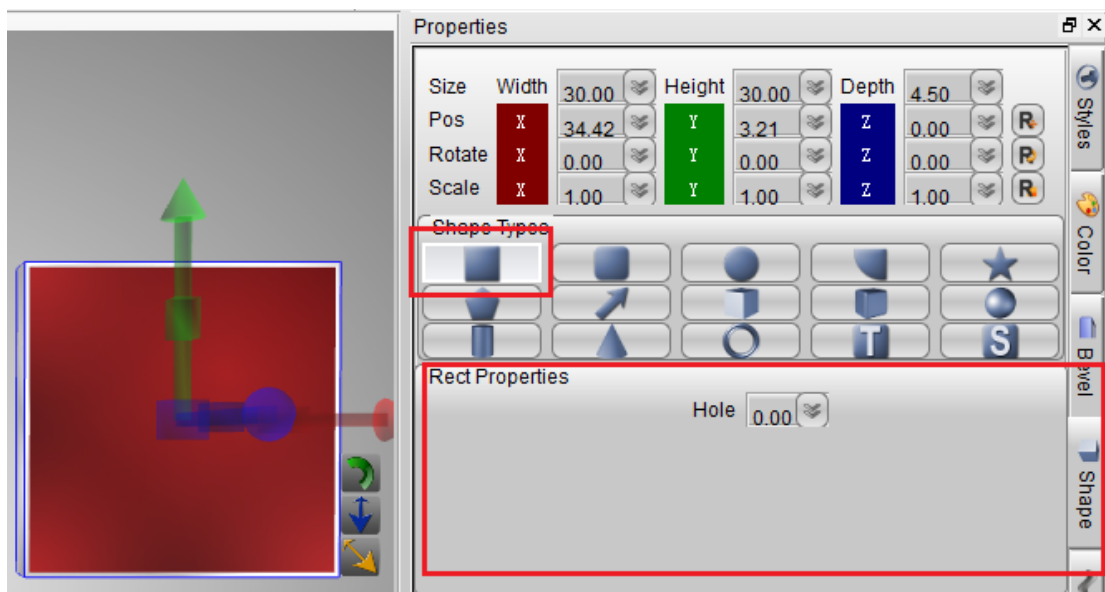 Properties
Size Width 30.00 Height 30.00 Depth 4.50
Pos X 34.42 Y 3.21 Z 0.00 R
Rotate X 0.00 Y 0.00 Z 0.00 R
Scale X 1.00 Y 1.00 Z 1.00 R
Shape Types
T S
Rect Properties
Hole 0.00
Styles
Color
Bevel
Shape